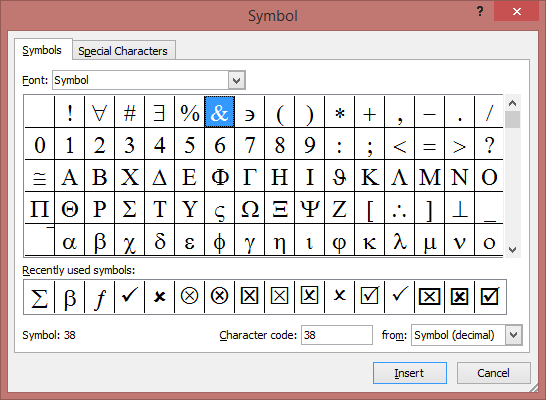 Symbol
? ×
Symbols Special Characters
Font: Symbol
! ∀ # ∃ % & ∍ ( ) ∗ + , − . /
0 1 2 3 4 5 6 7 8 9 : ; < = > ?
≅ Α Β Χ Δ Ε Φ Γ Η Ι ϑ Κ Λ Μ Ν Ο
Π Θ Ρ Σ Τ Υ ς Ω Ξ Ψ Ζ [ ∴ ] ⊥ _
‾ α β χ δ ε φ γ η ι ϕ κ λ μ ν ο
Recently used symbols:
Σ β ƒ ✓ ✘ ⊗ ⊗ ☒ ☒ ☒ ✗ ☑ ✓ ☒ ☒ ☑
Symbol: 38 Character code: 38 from: Symbol (decimal)
Insert Cancel